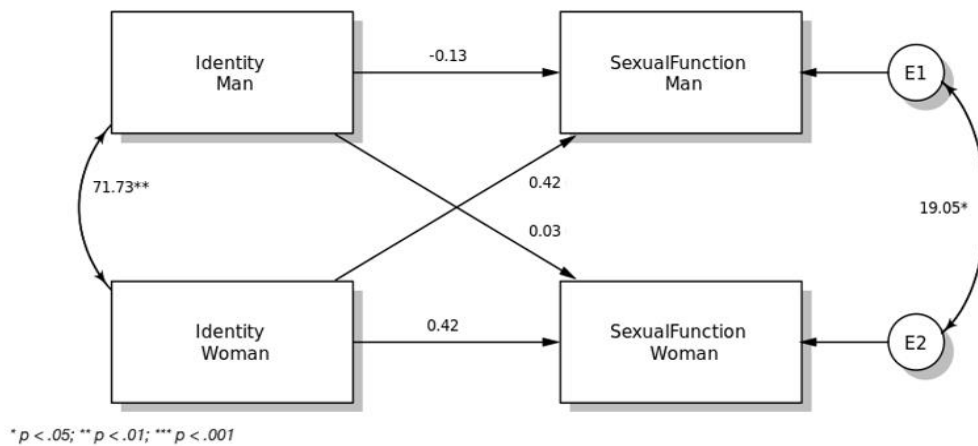 Identity
Man
-0.13
SexualFunction
Man
E1
71.73**
0.42
0.03
19.05*
Identity
Woman
0.42
SexualFunction
Woman
E2
* p < .05; ** p < .01; *** p < .001